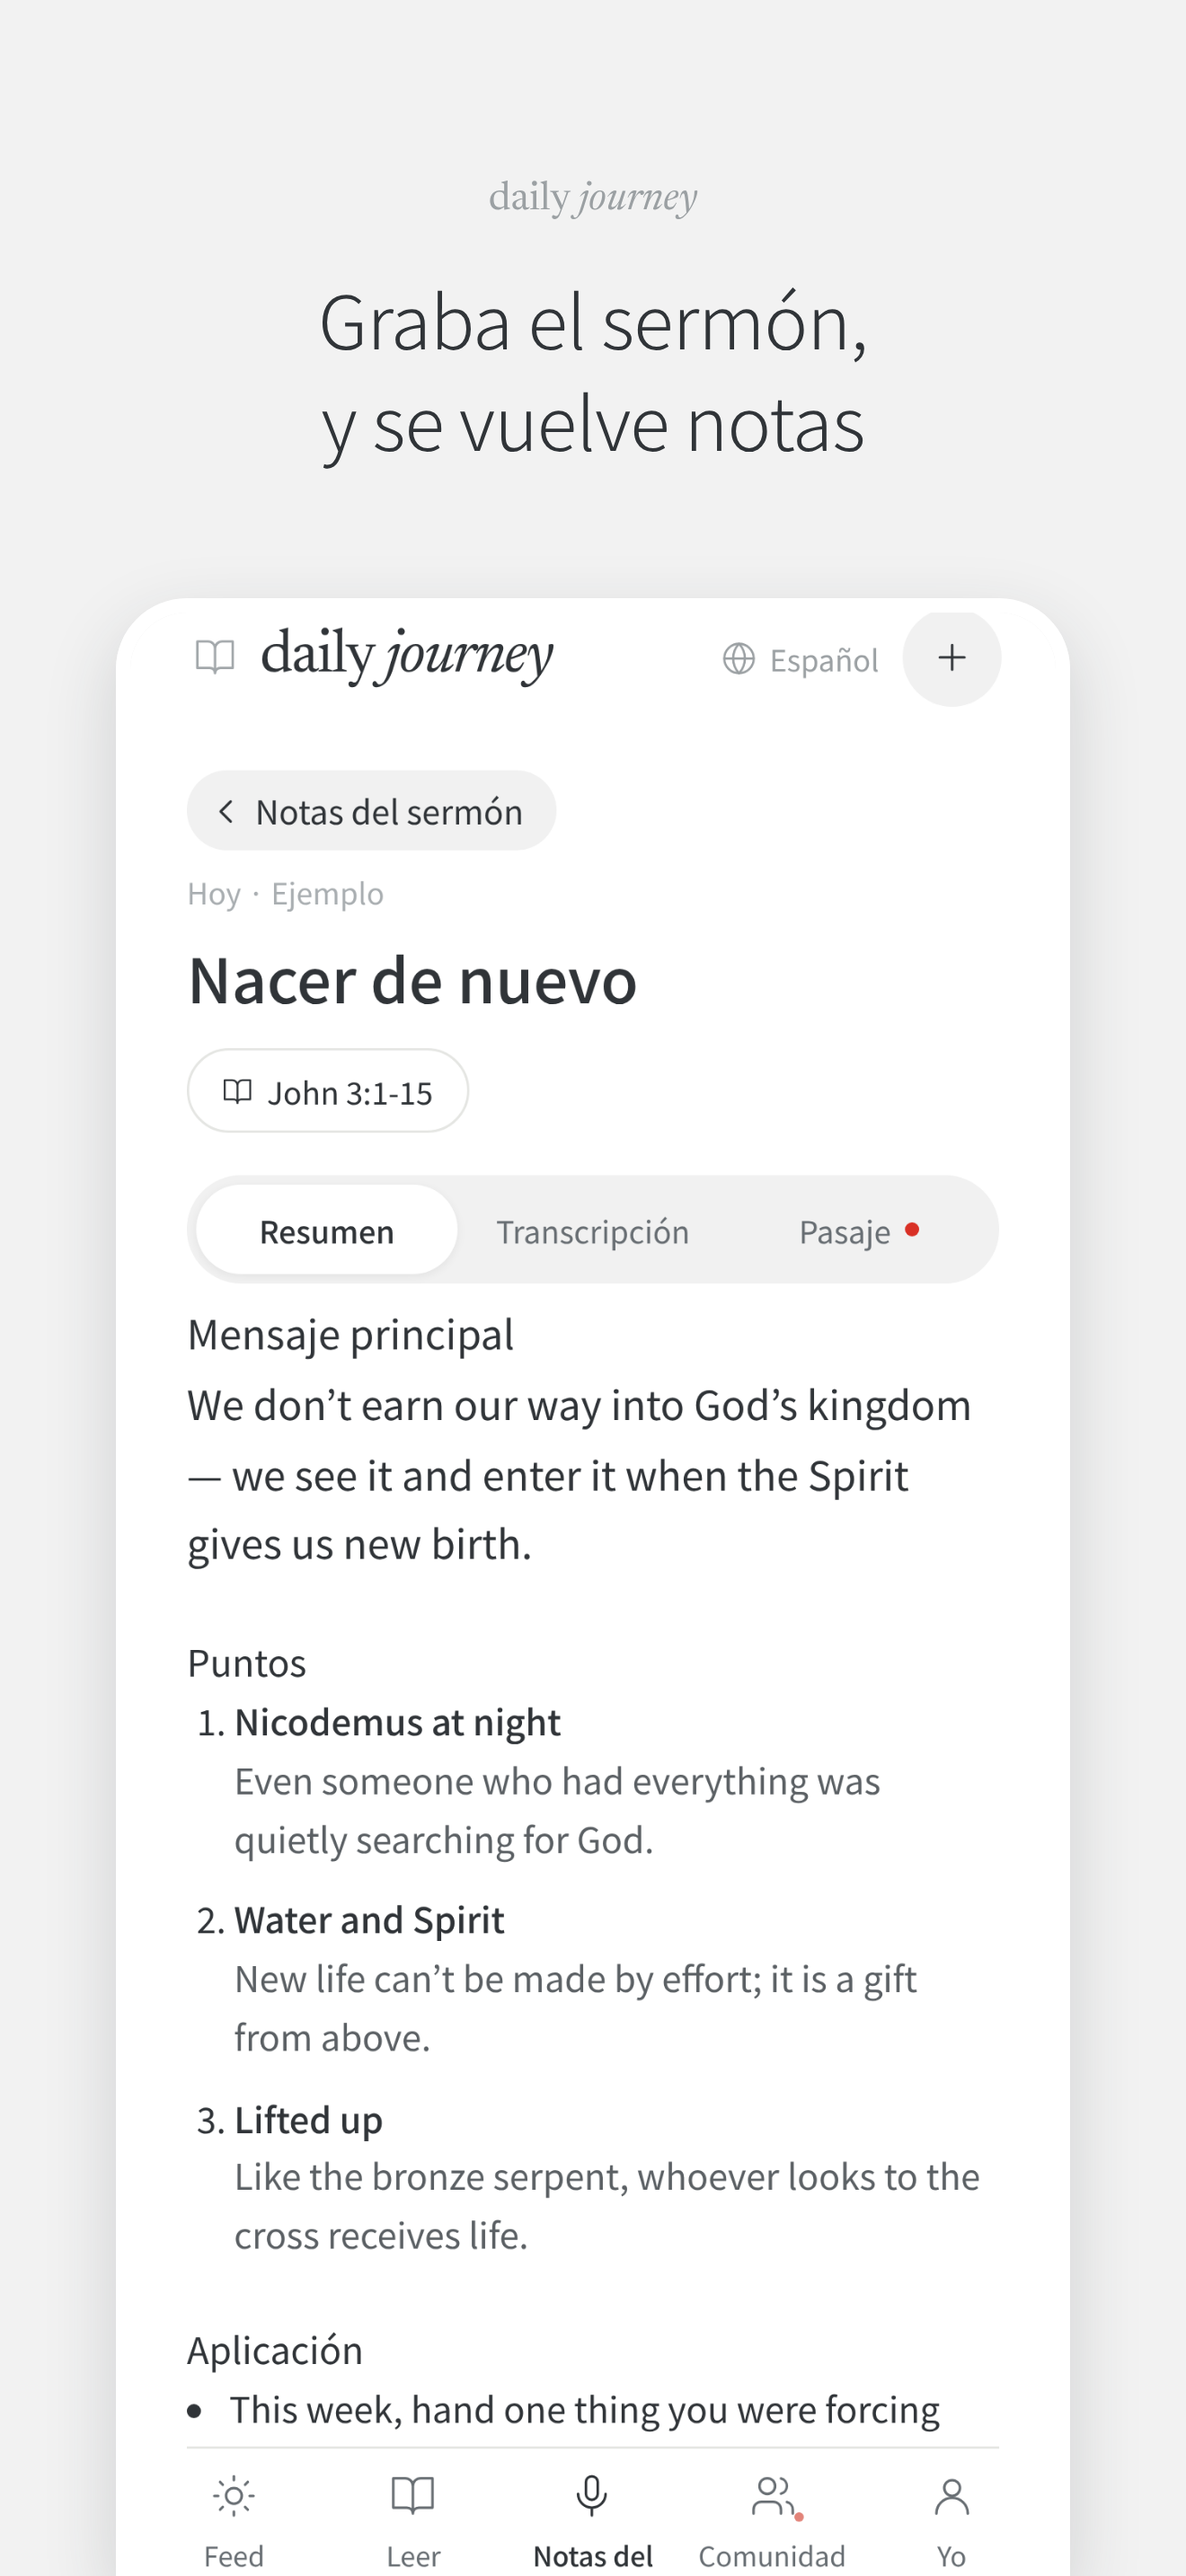 daily journey
Graba el sermón,
y se vuelve notas
daily journey
Español
Notas del sermón
Hoy · Ejemplo
Nacer de nuevo
John 3:1-15
Resumen
Transcripción
Pasaje
Mensaje principal
We don’t earn our way into God’s kingdom
— we see it and enter it when the Spirit
gives us new birth.
Puntos
1. Nicodemus at night
Even someone who had everything was
quietly searching for God.
2. Water and Spirit
New life can’t be made by effort; it is a gift
from above.
3. Lifted up
Like the bronze serpent, whoever looks to the
cross receives life.
Aplicación
• This week, hand one thing you were forcing
Feed
Leer
Notas del
Comunidad
Yo